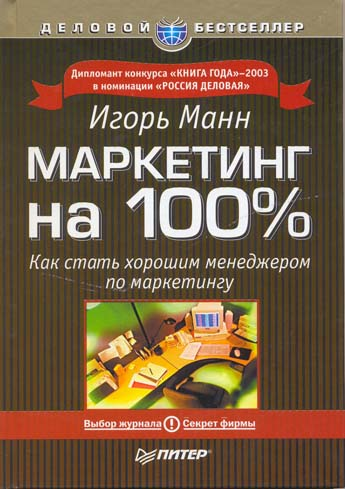 ДЕЛОВОЙ БЕСТСЕЛЛЕР
Дипломант конкурса «КНИГА ГОДА»–2003
в номинации «РОССИЯ ДЕЛОВАЯ»
Игорь Манн
МАРКЕТИНГ
на 100%
Как стать хорошим менеджером
по маркетингу
Выбор журнала ! Секрет фирмы
ПИТЕР